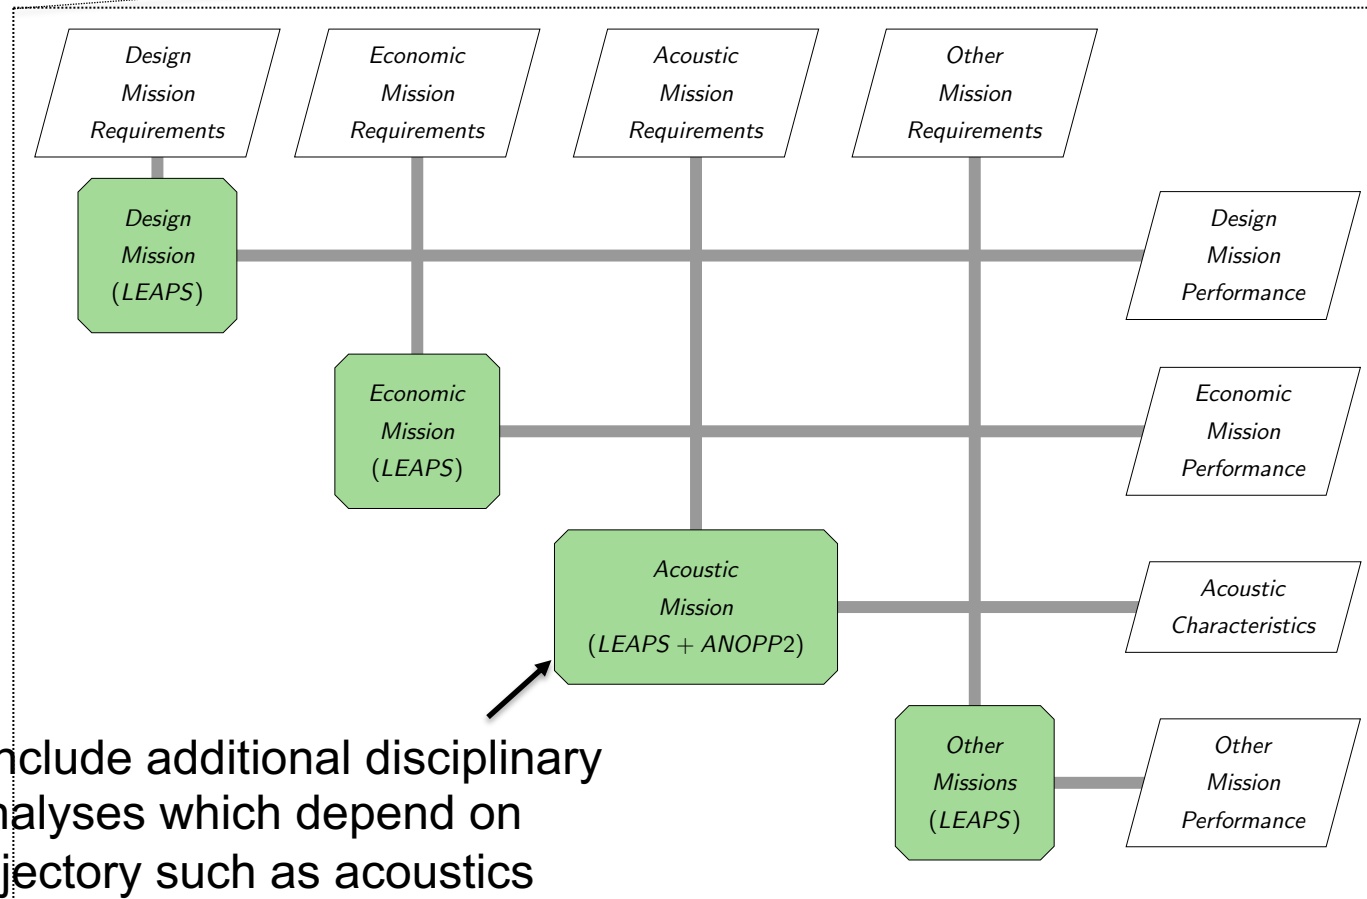 Design
Mission
Requirements
Economic
Mission
Requirements
Acoustic
Mission
Requirements
Other
Mission
Requirements
Design
Mission
(LEAPS)
Design
Mission
Performance
Economic
Mission
(LEAPS)
Economic
Mission
Performance
Acoustic
Mission
(LEAPS + ANOPP2)
Acoustic
Characteristics
Other
Missions
(LEAPS)
Other
Mission
Performance
nclude additional disciplinary
nalyses which depend on
jectory such as acoustics